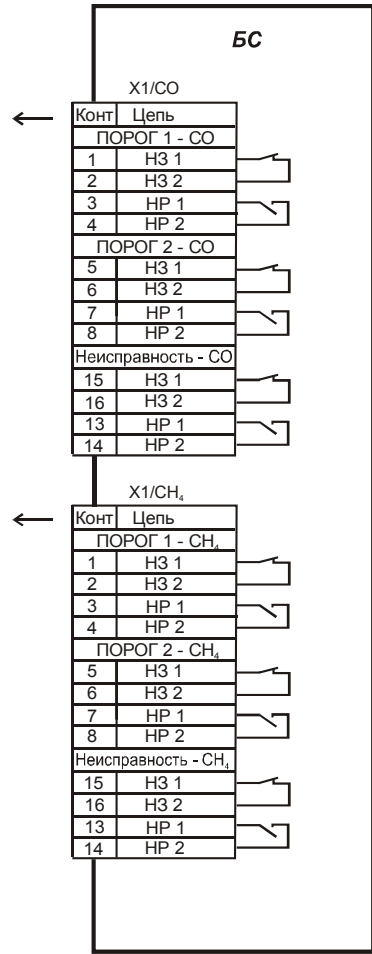 БС
X1/CO
Конт Цепь
ПОРОГ 1 - CO
1 НЗ 1
2 НЗ 2
3 НР 1
4 НР 2
ПОРОГ 2 - CO
5 НЗ 1
6 НЗ 2
7 НР 1
8 НР 2
Неисправность - CO
15 НЗ 1
16 НЗ 2
13 НР 1
14 НР 2
X1/CH₄
Конт Цепь
ПОРОГ 1 - CH₄
1 НЗ 1
2 НЗ 2
3 НР 1
4 НР 2
ПОРОГ 2 - CH₄
5 НЗ 1
6 НЗ 2
7 НР 1
8 НР 2
Неисправность - CH₄
15 НЗ 1
16 НЗ 2
13 НР 1
14 НР 2